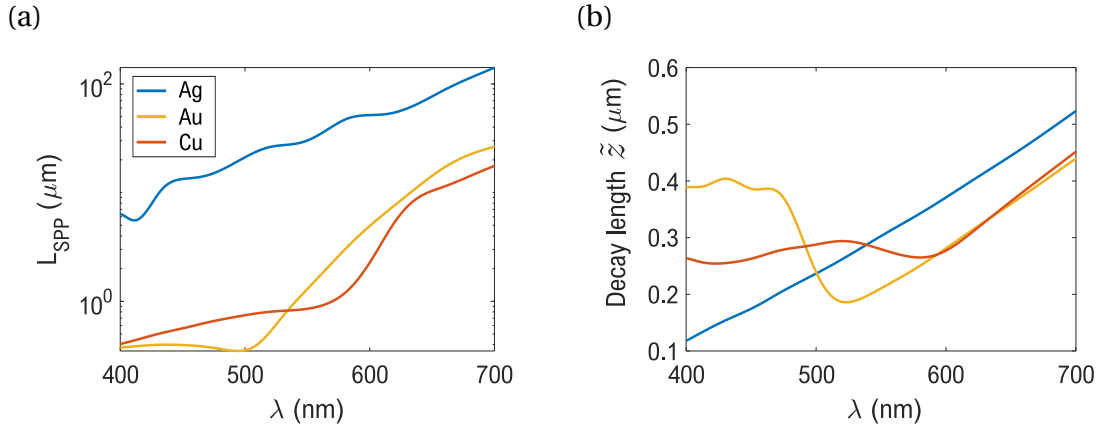 (a)
(b)
L_SPP (μm)
10^2
10^0
Ag
Au
Cu
400 500 600 700
λ (nm)
Decay length z̃ (μm)
0.6
0.5
0.4
0.3
0.2
0.1
400 500 600 700
λ (nm)